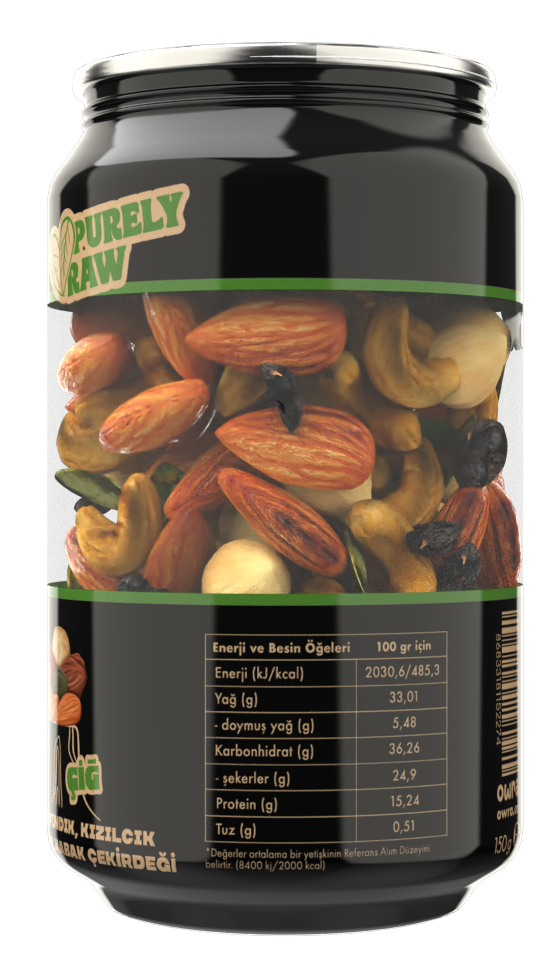 PURELY
RAW
Enerji ve Besin Öğeleri 100 gr için
Enerji (kJ/kcal) 2030,6/485,3
Yağ (g) 33,01
- doymuş yağ (g) 5,48
Karbonhidrat (g) 36,26
- şekerler (g) 24,9
Protein (g) 15,24
Tuz (g) 0,51
*Değerler ortalama bir yetişkinin Referans Alım Düzeyini
belirtir. (8400 kj/2000 kcal)
ÇİĞ
NDIK, KIZILCIK
ABAK ÇEKİRDEĞİ
150g